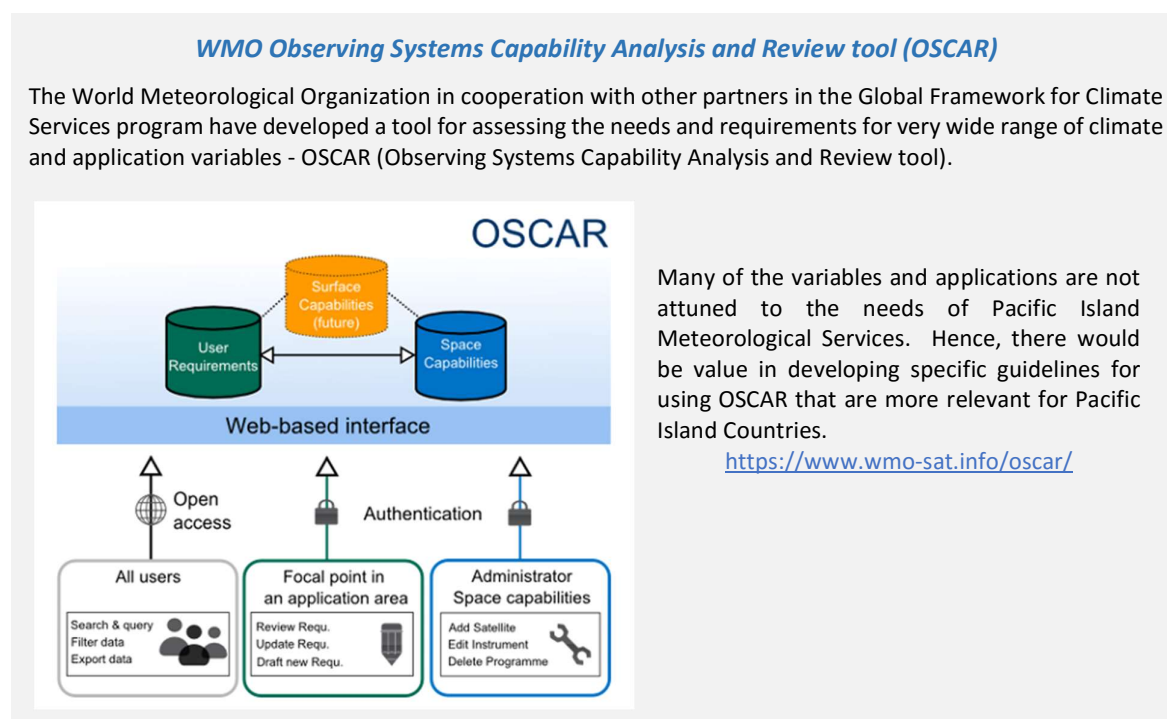 WMO Observing Systems Capability Analysis and Review tool (OSCAR)
The World Meteorological Organization in cooperation with other partners in the Global Framework for Climate
Services program have developed a tool for assessing the needs and requirements for very wide range of climate
and application variables - OSCAR (Observing Systems Capability Analysis and Review tool).
OSCAR
Surface
Capabilities
(future)
User
Requirements
Space
Capabilities
Web-based interface
Open
access
Authentication
All users
Search & query
Filter data
Export data
Focal point in
an application area
Review Requ.
Update Requ.
Draft new Requ.
Administrator
Space capabilities
Add Satellite
Edit Instrument
Delete Programme
Many of the variables and applications are not
attuned to the needs of Pacific Island
Meteorological Services. Hence, there would
be value in developing specific guidelines for
using OSCAR that are more relevant for Pacific
Island Countries.
https://www.wmo-sat.info/oscar/